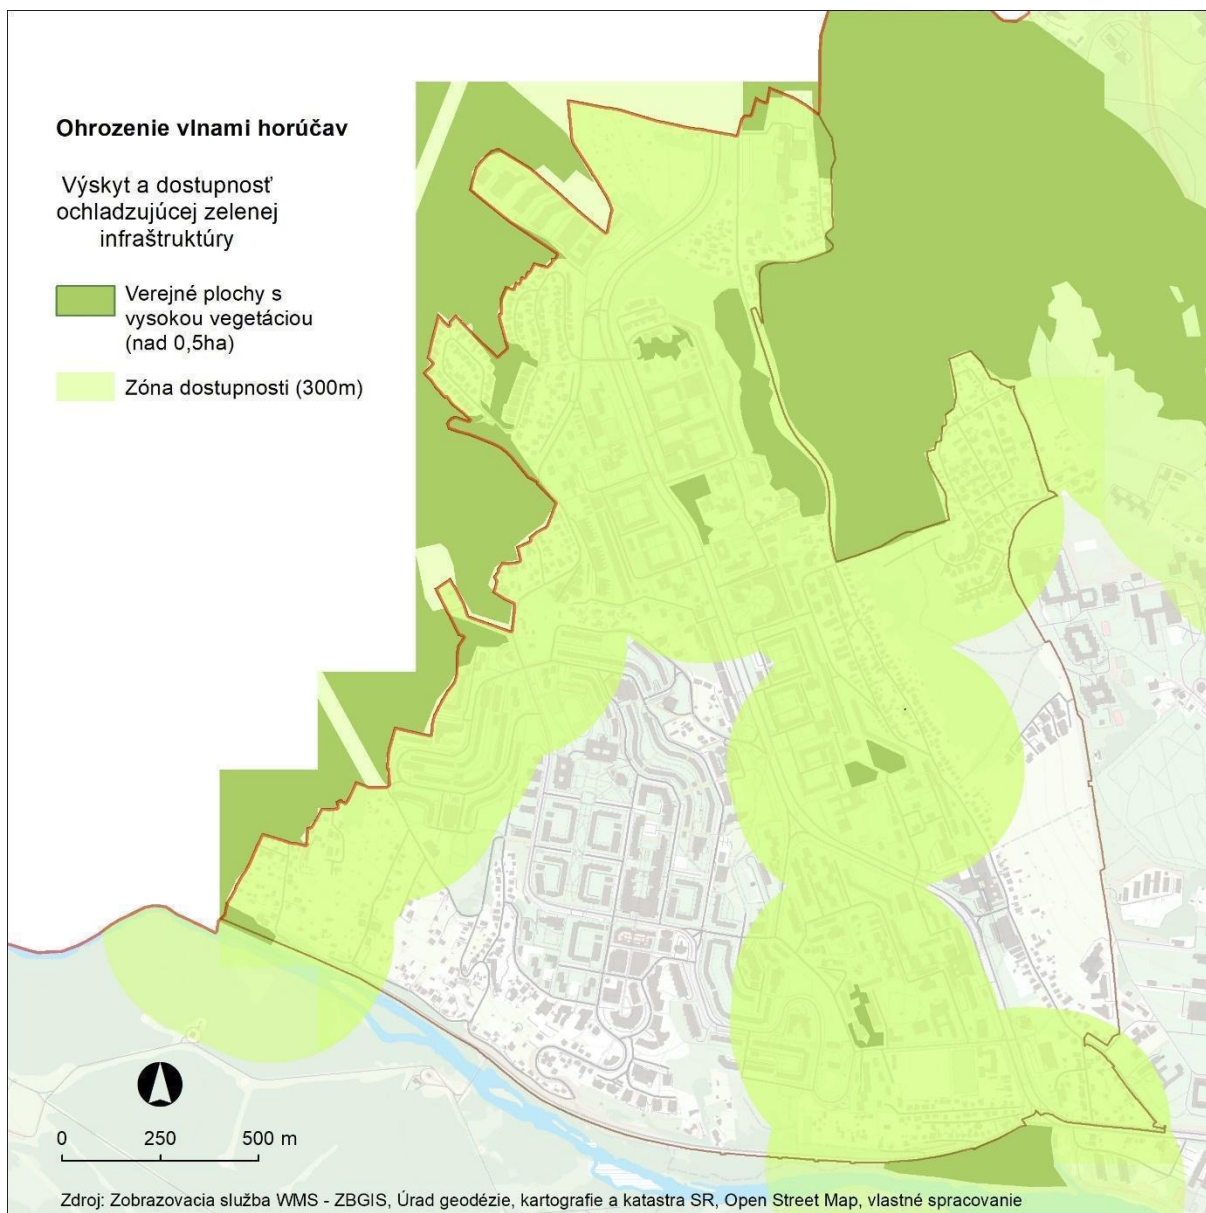 Ohrozenie vlnami horúčav
Výskyt a dostupnosť
ochladzujúcej zelenej
infraštruktúry
Verejné plochy s
vysokou vegetáciou
(nad 0,5ha)
Zóna dostupnosti (300m)
0 250 500 m
Zdroj: Zobrazovacia služba WMS - ZBGIS, Úrad geodézie, kartografie a katastra SR, Open Street Map, vlastné spracovanie